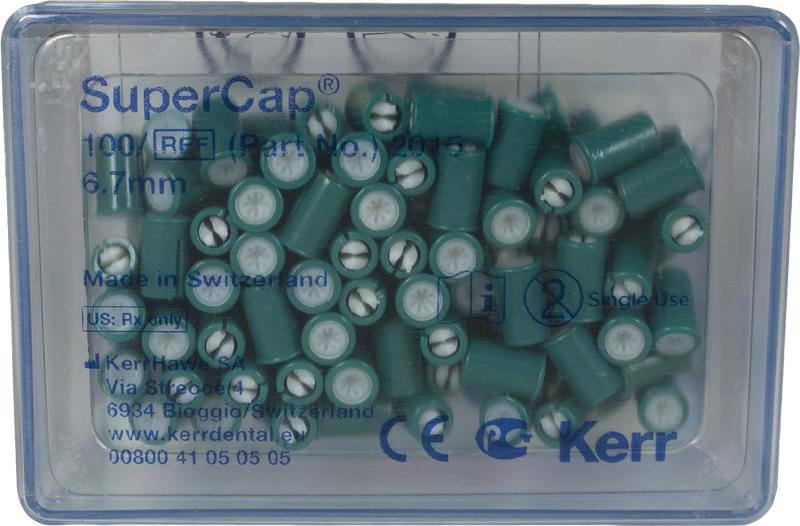 SuperCap®
100/ REF (Part No.) 2015
6.7mm
Made in Switzerland
i 2 Single Use
US: Rx only
KerrHawe SA
Via Strecce 4
6934 Bioggio/Switzerland
www.kerrdental.eu
00800 41 05 05 05
CE PC Kerr